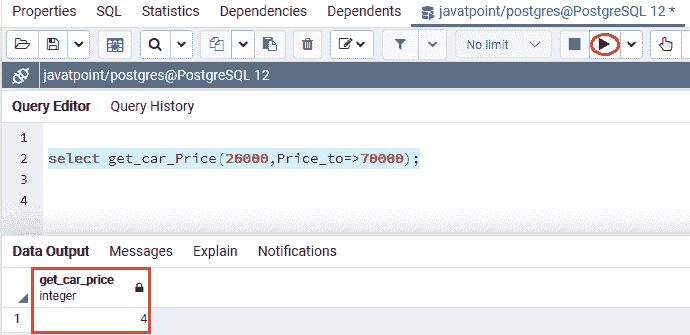 Properties SQL Statistics Dependencies Dependents javatpoint/postgres@PostgreSQL 12 *
No limit
javatpoint/postgres@PostgreSQL 12
Query Editor Query History
1
2 select get_car_Price(26000,Price_to=>70000);
3
4
Data Output Messages Explain Notifications
get_car_price
integer
1 4